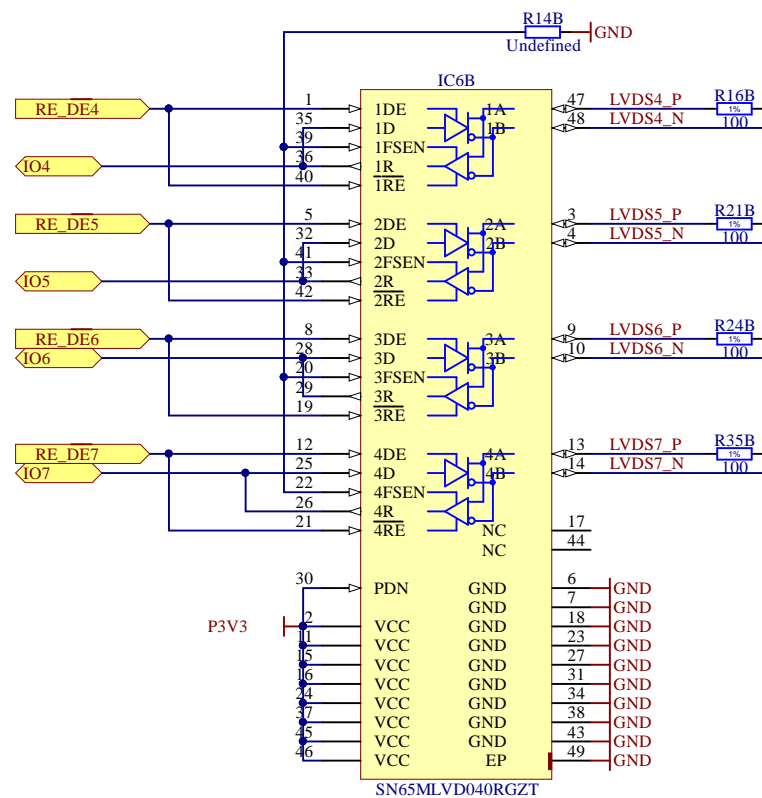 R14B
GND
Undefined
IC6B
RE_DE4
1
1DE
1A
47
LVDS4_P
R16B
1%
35
1D
1B
48
LVDS4_N
100
39
1FSEN
IO4
36
1R
40
1RE
RE_DE5
5
2DE
2A
3
LVDS5_P
R21B
1%
32
2D
2B
4
LVDS5_N
100
41
2FSEN
IO5
33
2R
42
2RE
RE_DE6
8
3DE
3A
9
LVDS6_P
R24B
1%
IO6
28
3D
3B
10
LVDS6_N
100
20
3FSEN
29
3R
19
3RE
RE_DE7
12
4DE
4A
13
LVDS7_P
R35B
1%
IO7
25
4D
4B
14
LVDS7_N
100
22
4FSEN
26
4R
21
4RE
NC
17
NC
44
30
PDN
GND
6
GND
GND
7
GND
P3V3
2
VCC
GND
18
GND
11
VCC
GND
23
GND
15
VCC
GND
27
GND
16
VCC
GND
31
GND
24
VCC
GND
34
GND
37
VCC
GND
38
GND
45
VCC
GND
43
GND
46
VCC
EP
49
GND
SN65MLVD040RGZT